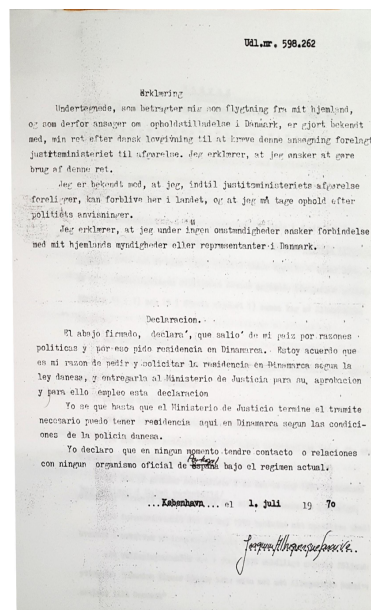 Udl.nr. 598.262
Erklæring
Undertegnede, som betragter mig som flygtning fra mit hjemland,
og som derfor ansøger om opholdstilladelse i Danmark, er gjort bekendt
med, min ret efter dansk lovgivning til at kræve denne ansøgning forelagt
justitsministeriet til afgørelse. Jeg erklærer, at jeg ønsker at gøre
brug af denne ret.
Jeg er bekendt med, at jeg, indtil justitsministeriets afgørelse
foreligger, kan forblive her i landet, og at jeg må tage ophold efter
politiets anvisninger.
Jeg erklærer, at jeg under ingen omstændigheder ønsker forbindelse
med mit hjemlands myndigheder eller repræsentanter i Danmark.
Declaracion.
El abajo firmado, declara', que salio' de mi paiz por razones
politicas y por eso pido residencia en Dinamarca. Estoy acuerdo que
es mi razon de pedir y solicitar la residencia en Dinamarca segun la
ley danesa, y entregarla al Ministerio de Justicia para su, aprobacion
y para ello empleo esta declaración
Yo se que hasta que el Ministerio de Justicio termine el tramite
necesario puedo tener residencia aqui en Dinamarca segun las condici-
ones de la policia danesa.
Yo declaro que en ningun momento tendre contacto o relaciones
con ningun organismo oficial de españa bajo el regimen actual.
...København... el 1. juli 19 70